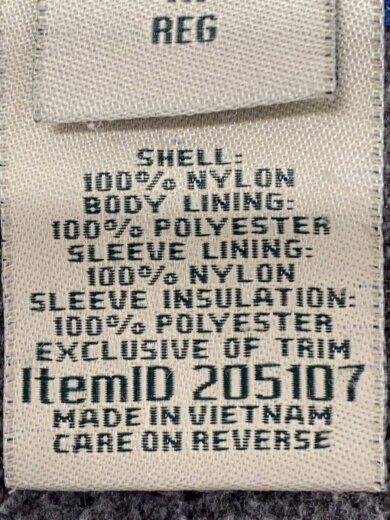 REG
SHELL:
100% NYLON
BODY LINING:
100% POLYESTER
SLEEVE LINING:
100% NYLON
SLEEVE INSULATION:
100% POLYESTER
EXCLUSIVE OF TRIM
ItemID 205107
MADE IN VIETNAM
CARE ON REVERSE